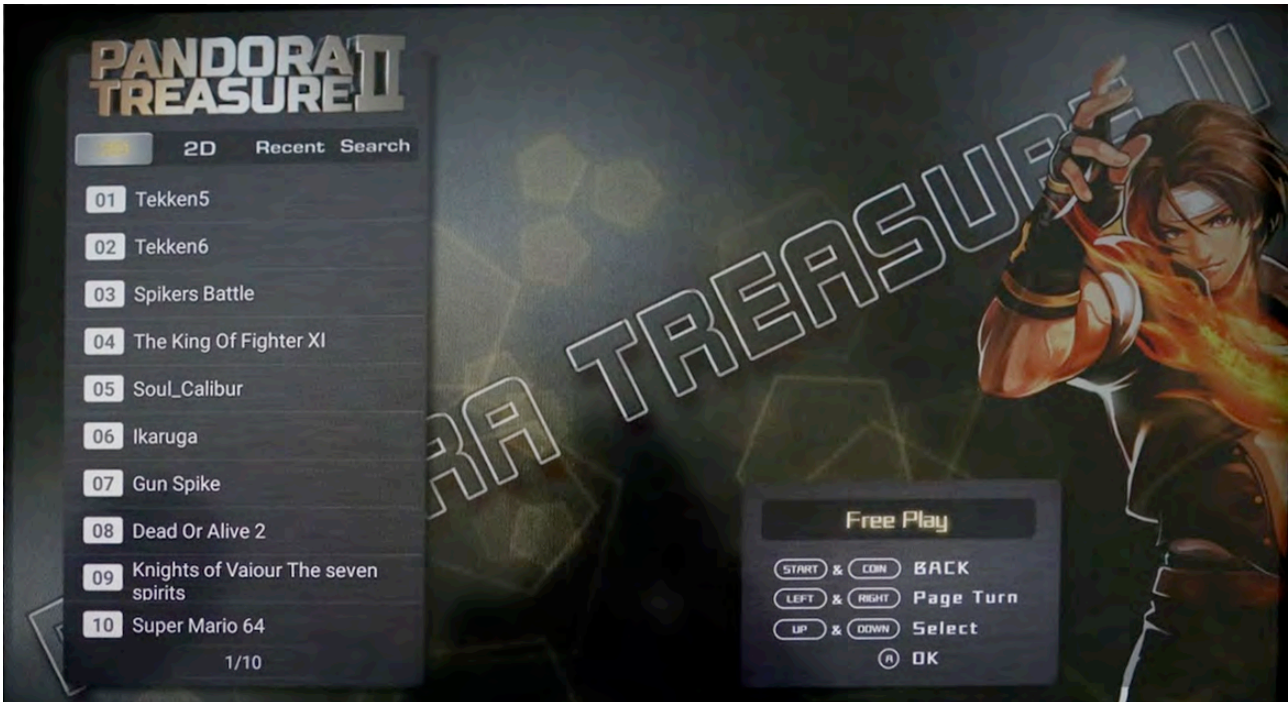 PANDORA
TREASURE II
3D 2D Recent Search
01 Tekken5
02 Tekken6
03 Spikers Battle
04 The King Of Fighter XI
05 Soul_Calibur
06 Ikaruga
07 Gun Spike
08 Dead Or Alive 2
09 Knights of Vaiour The seven
spirits
10 Super Mario 64
1/10
RA TREASURE II
Free Play
START & COIN BACK
LEFT & RIGHT Page Turn
UP & DOWN Select
A OK